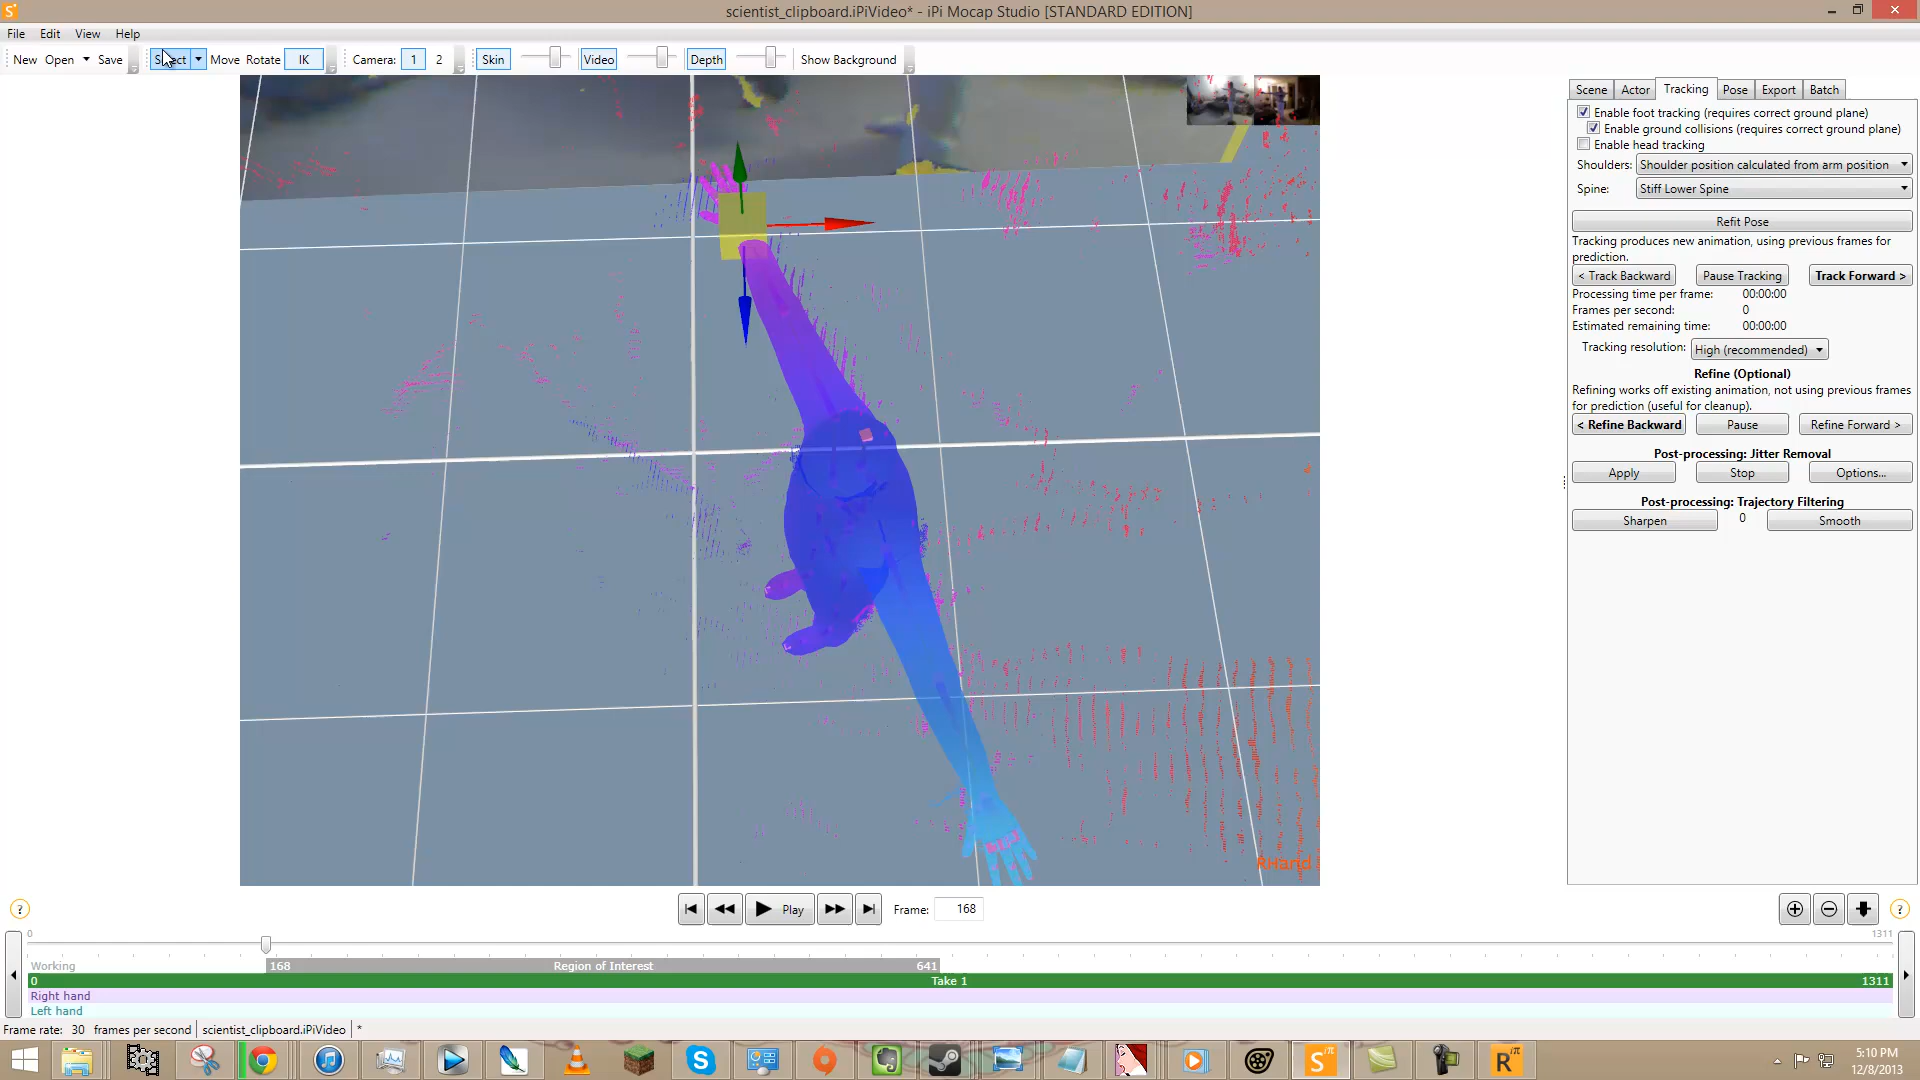 scientist_clipboard.iPiVideo* - iPi Mocap Studio [STANDARD EDITION]
File Edit View Help
New Open Save Select Move Rotate IK Camera: 1 2 Skin Video Depth Show Background
Scene Actor Tracking Pose Export Batch
Enable foot tracking (requires correct ground plane)
Enable ground collisions (requires correct ground plane)
Enable head tracking
Shoulders: Shoulder position calculated from arm position
Spine: Stiff Lower Spine
Refit Pose
Tracking produces new animation, using previous frames for
prediction.
< Track Backward Pause Tracking Track Forward >
Processing time per frame: 00:00:00
Frames per second: 0
Estimated remaining time: 00:00:00
Tracking resolution: High (recommended)
Refine (Optional)
Refining works off existing animation, not using previous frames
for prediction (useful for cleanup).
< Refine Backward Pause Refine Forward >
Post-processing: Jitter Removal
Apply Stop Options...
Post-processing: Trajectory Filtering
Sharpen 0 Smooth
RHand
Play Frame: 168
0 1311
Working 168 Region of Interest 641
0 Take 1 1311
Right hand
Left hand
Frame rate: 30 frames per second scientist_clipboard.iPiVideo *
5:10 PM
12/8/2013